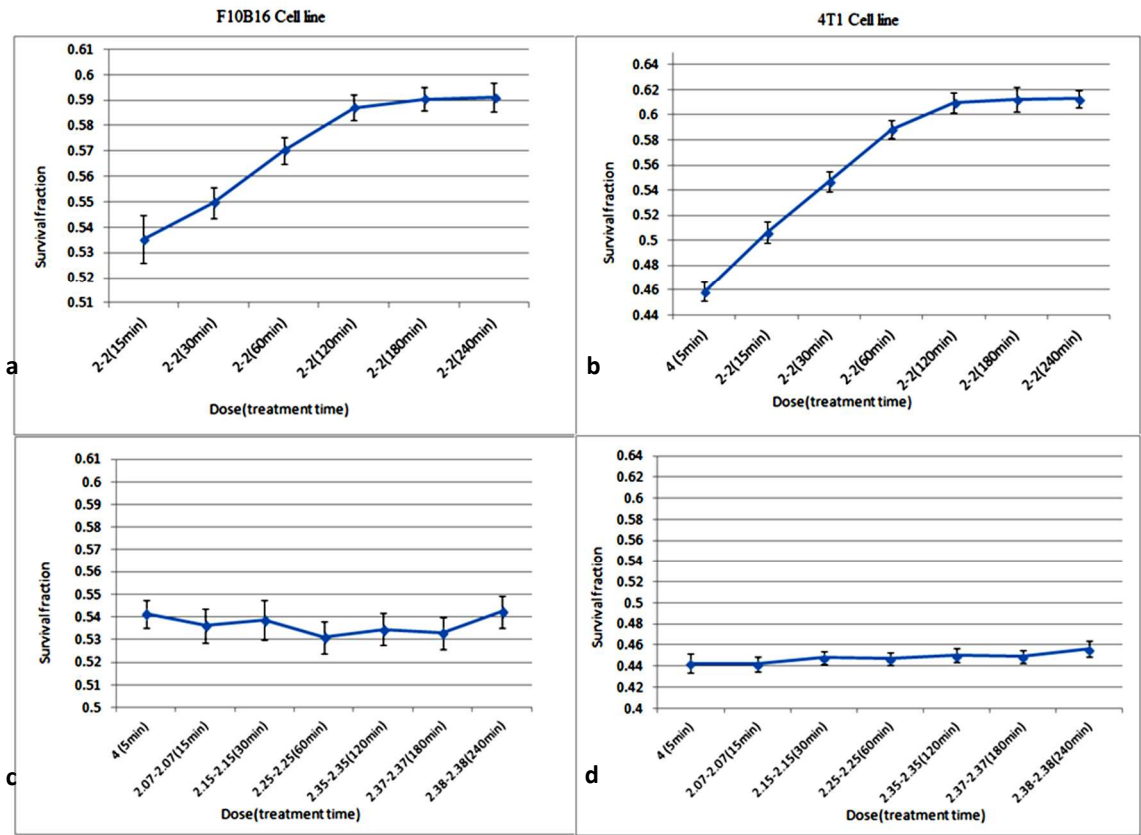 F10B16 Cell line
4T1 Cell line
0.61
0.6
0.59
0.58
0.57
0.56
0.55
0.54
0.53
0.52
0.51
Survival fraction
2-2(15min)
2-2(30min)
2-2(60min)
2-2(120min)
2-2(180min)
2-2(240min)
Dose(treatment time)
a
0.64
0.62
0.6
0.58
0.56
0.54
0.52
0.5
0.48
0.46
0.44
Survival fraction
4 (5min)
2-2(15min)
2-2(30min)
2-2(60min)
2-2(120min)
2-2(180min)
2-2(240min)
Dose(treatment time)
b
0.61
0.6
0.59
0.58
0.57
0.56
0.55
0.54
0.53
0.52
0.51
0.5
Survival fraction
4 (5min)
2.07-2.07(15min)
2.15-2.15(30min)
2.25-2.25(60min)
2.35-2.35(120min)
2.37-2.37(180min)
2.38-2.38(240min)
Dose(treatment time)
c
0.64
0.62
0.6
0.58
0.56
0.54
0.52
0.5
0.48
0.46
0.44
0.42
0.4
Survival fraction
4 (5min)
2.07-2.07(15min)
2.15-2.15(30min)
2.25-2.25(60min)
2.35-2.35(120min)
2.37-2.37(180min)
2.38-2.38(240min)
Dose(treatment time)
d